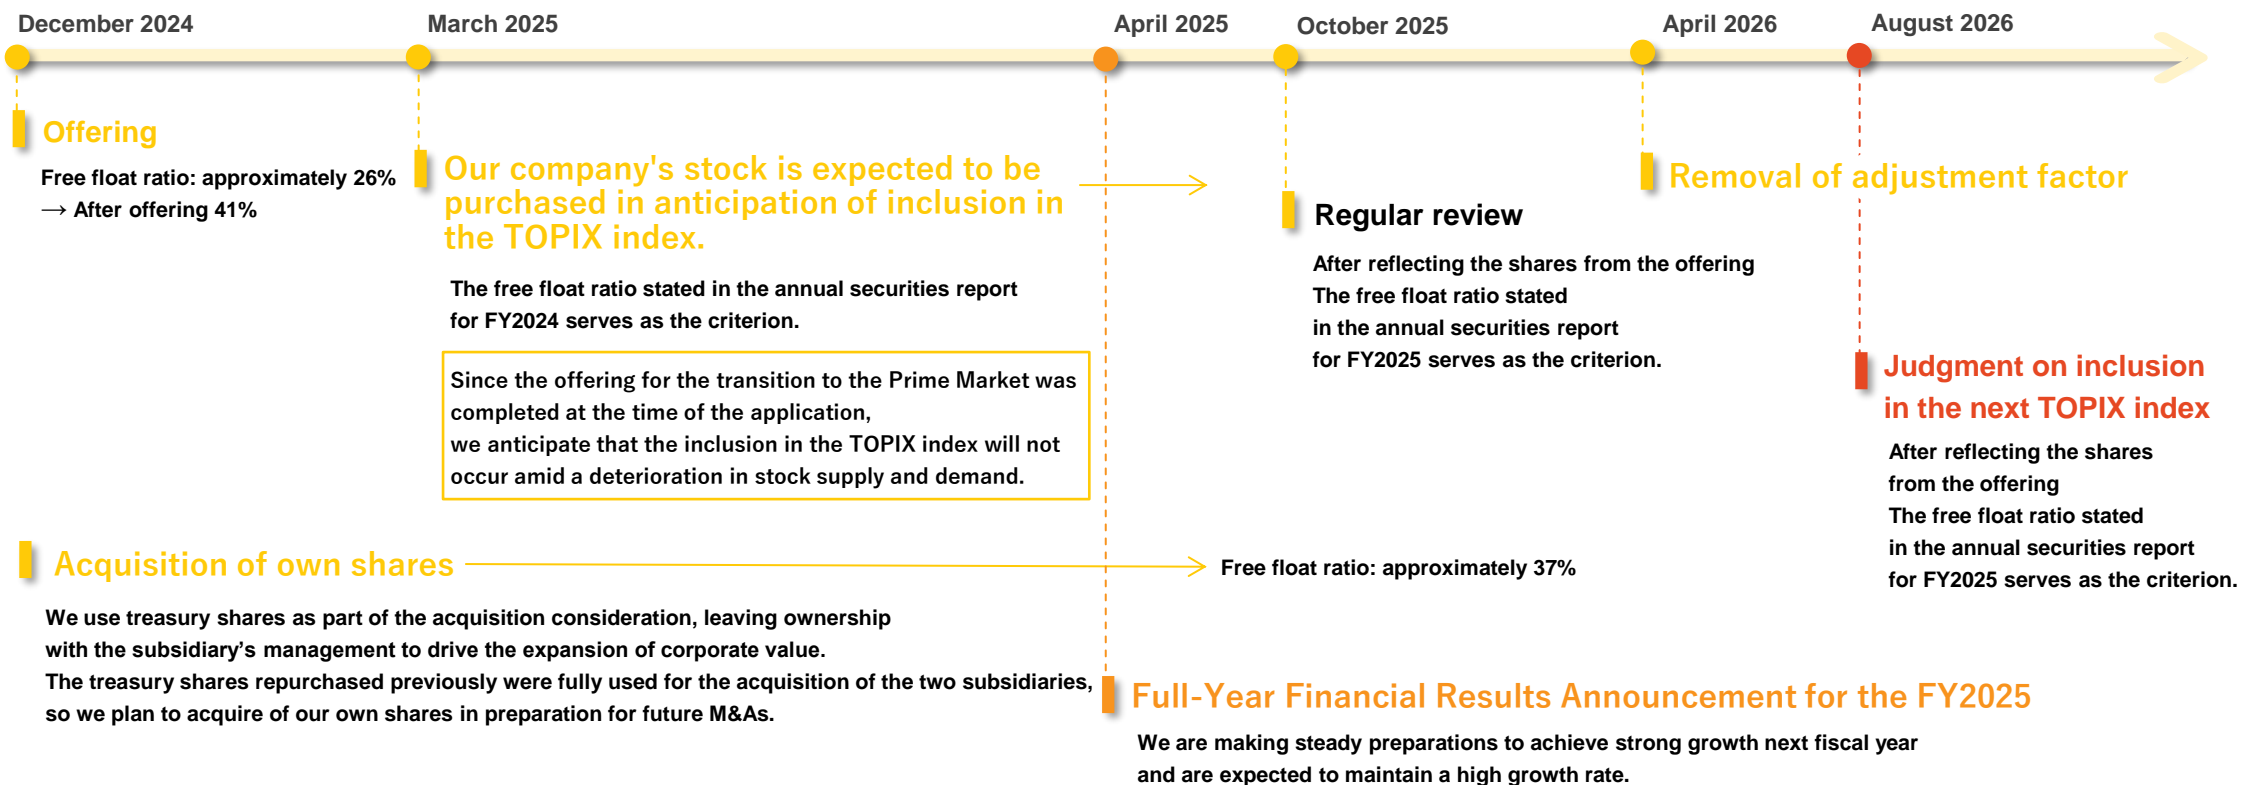 December 2024
March 2025
April 2025
October 2025
April 2026
August 2026
Offering
Free float ratio: approximately 26%
→ After offering 41%
Our company's stock is expected to be
purchased in anticipation of inclusion in
the TOPIX index.
The free float ratio stated in the annual securities report
for FY2024 serves as the criterion.
Since the offering for the transition to the Prime Market was
completed at the time of the application,
we anticipate that the inclusion in the TOPIX index will not
occur amid a deterioration in stock supply and demand.
Regular review
After reflecting the shares from the offering
The free float ratio stated
in the annual securities report
for FY2025 serves as the criterion.
Removal of adjustment factor
Judgment on inclusion
in the next TOPIX index
After reflecting the shares
from the offering
The free float ratio stated
in the annual securities report
for FY2025 serves as the criterion.
Acquisition of own shares
Free float ratio: approximately 37%
We use treasury shares as part of the acquisition consideration, leaving ownership
with the subsidiary’s management to drive the expansion of corporate value.
The treasury shares repurchased previously were fully used for the acquisition of the two subsidiaries,
so we plan to acquire of our own shares in preparation for future M&As.
Full-Year Financial Results Announcement for the FY2025
We are making steady preparations to achieve strong growth next fiscal year
and are expected to maintain a high growth rate.